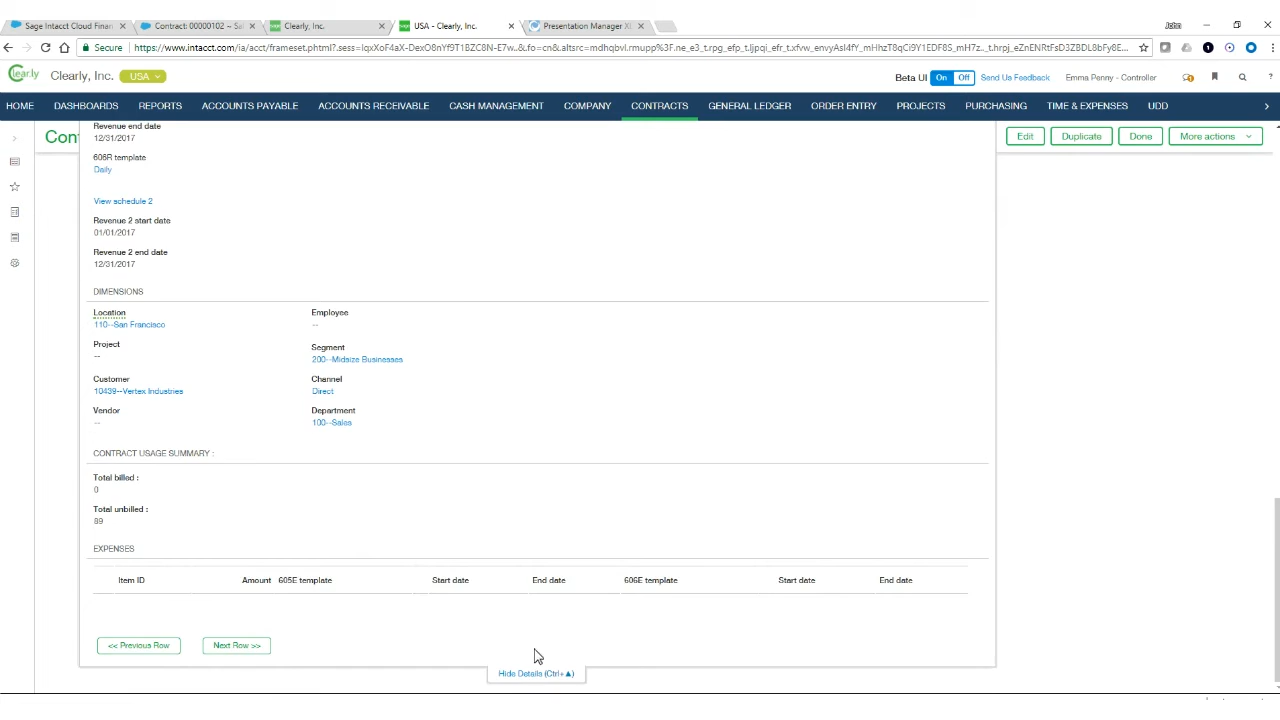 Sage Intacct Cloud Finan
Contract: 00000102 ~ Sal
Clearly, Inc.
USA - Clearly, Inc.
Presentation Manager X
John
Secure
Clear.ly
Clearly, Inc.
USA
Beta UI
On
Off
Send Us Feedback
Emma Penny - Controller
HOME
DASHBOARDS
REPORTS
ACCOUNTS PAYABLE
ACCOUNTS RECEIVABLE
CASH MANAGEMENT
COMPANY
CONTRACTS
GENERAL LEDGER
ORDER ENTRY
PROJECTS
PURCHASING
TIME & EXPENSES
UDD
Edit
Duplicate
Done
More actions
Revenue end date
12/31/2017
606R template
Daily
View schedule 2
Revenue 2 start date
01/01/2017
Revenue 2 end date
12/31/2017
DIMENSIONS
Location
110--San Francisco
Employee
--
Project
--
Segment
200--Midsize Businesses
Customer
10439--Vertex Industries
Channel
Direct
Vendor
--
Department
100--Sales
CONTRACT USAGE SUMMARY :
Total billed :
0
Total unbilled :
89
EXPENSES
Item ID
Amount
605E template
Start date
End date
606E template
Start date
End date
<< Previous Row
Next Row >>
Hide Details (Ctrl+▲)